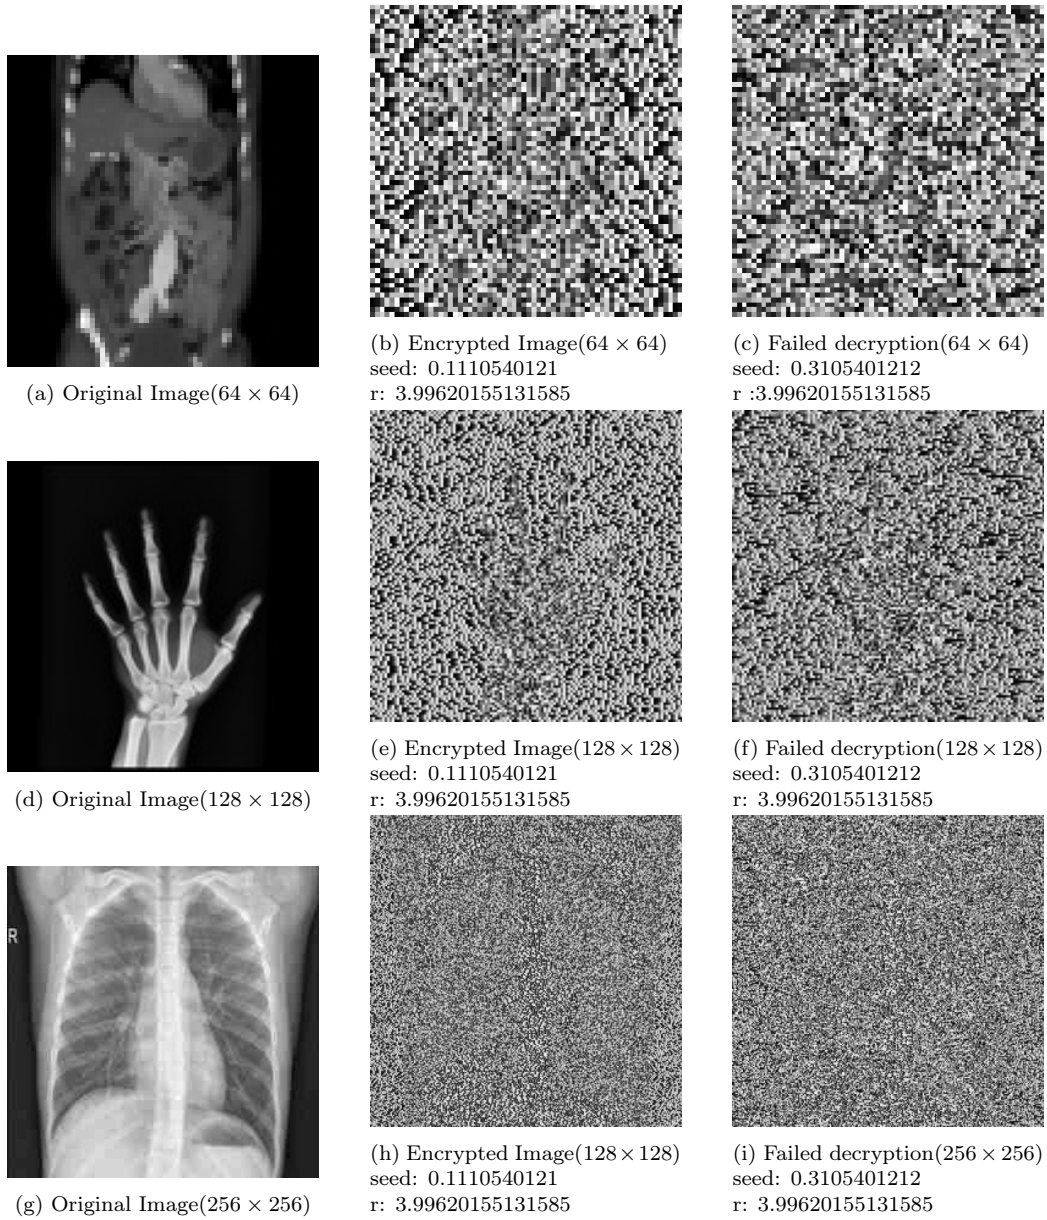 (a) Original Image(64 × 64)
(b) Encrypted Image(64 × 64)
seed: 0.1110540121
r: 3.99620155131585
(c) Failed decryption(64 × 64)
seed: 0.3105401212
r :3.99620155131585
(d) Original Image(128 × 128)
(e) Encrypted Image(128 × 128)
seed: 0.1110540121
r: 3.99620155131585
(f) Failed decryption(128 × 128)
seed: 0.3105401212
r: 3.99620155131585
R
(g) Original Image(256 × 256)
(h) Encrypted Image(128 × 128)
seed: 0.1110540121
r: 3.99620155131585
(i) Failed decryption(256 × 256)
seed: 0.3105401212
r: 3.99620155131585